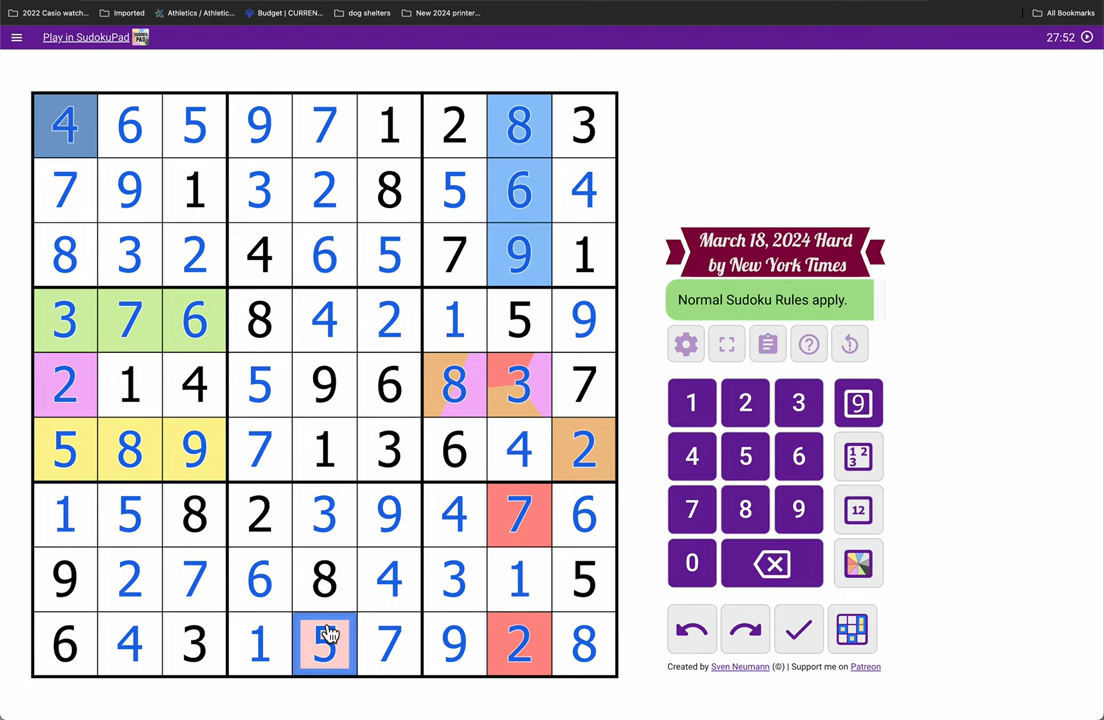 2022 Casio watch... Imported Athletics / Athletic... Budget | CURREN... dog shelters New 2024 printer... All Bookmarks
Play in SudokuPad 27:52
4 6 5 9 7 1 2 8 3
7 9 1 3 2 8 5 6 4
8 3 2 4 6 5 7 9 1
3 7 6 8 4 2 1 5 9
2 1 4 5 9 6 8 3 7
5 8 9 7 1 3 6 4 2
1 5 8 2 3 9 4 7 6
9 2 7 6 8 4 3 1 5
6 4 3 1 5 7 9 2 8
March 18, 2024 Hard
by New York Times
Normal Sudoku Rules apply.
1 2 3 9
4 5 6 1 2 3
7 8 9 12
0
Created by Sven Neumann (©) | Support me on Patreon